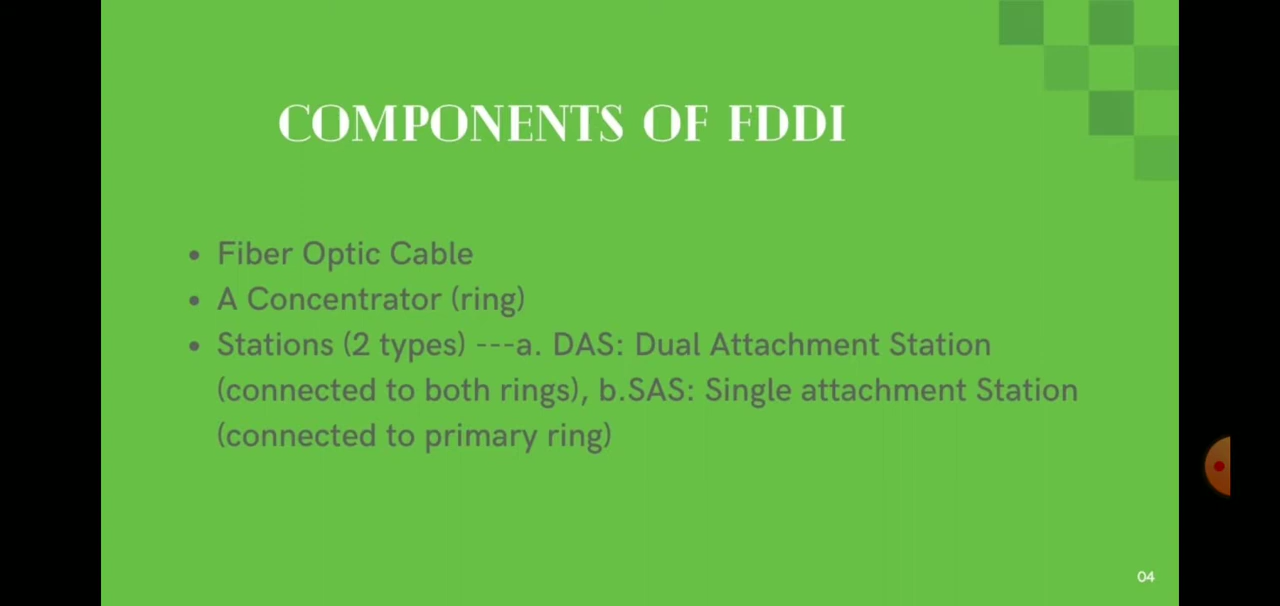 COMPONENTS OF FDDI
• Fiber Optic Cable
• A Concentrator (ring)
• Stations (2 types) ---a. DAS: Dual Attachment Station
(connected to both rings), b.SAS: Single attachment Station
(connected to primary ring)
04